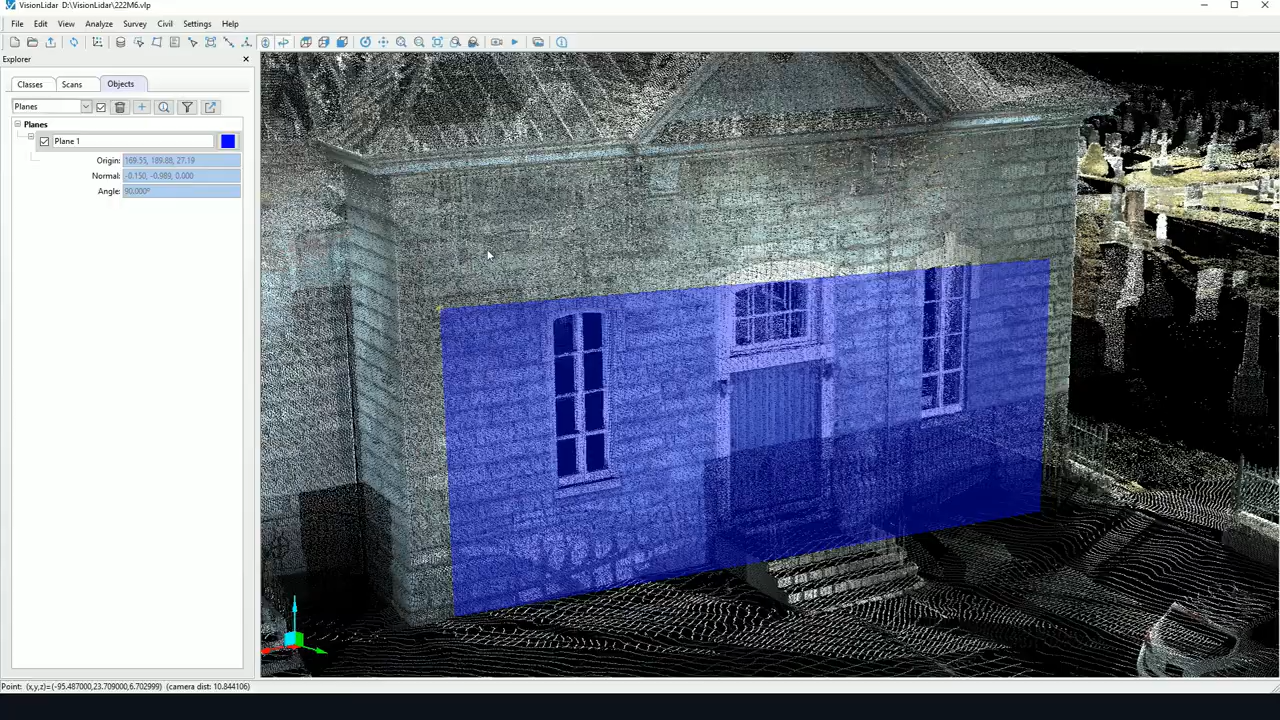 VisionLidar D:\VisionLidar\222M6.vlp
File Edit View Analyze Survey Civil Settings Help
Explorer
Classes Scans Objects
Planes
Planes
Plane 1
Origin: 169.55, 189.88, 27.19
Normal: -0.150, -0.989, 0.000
Angle: 90,000º
Point: (x,y,z)=(-95.487000,23.709000,6.702999) (camera dist: 10.844106)